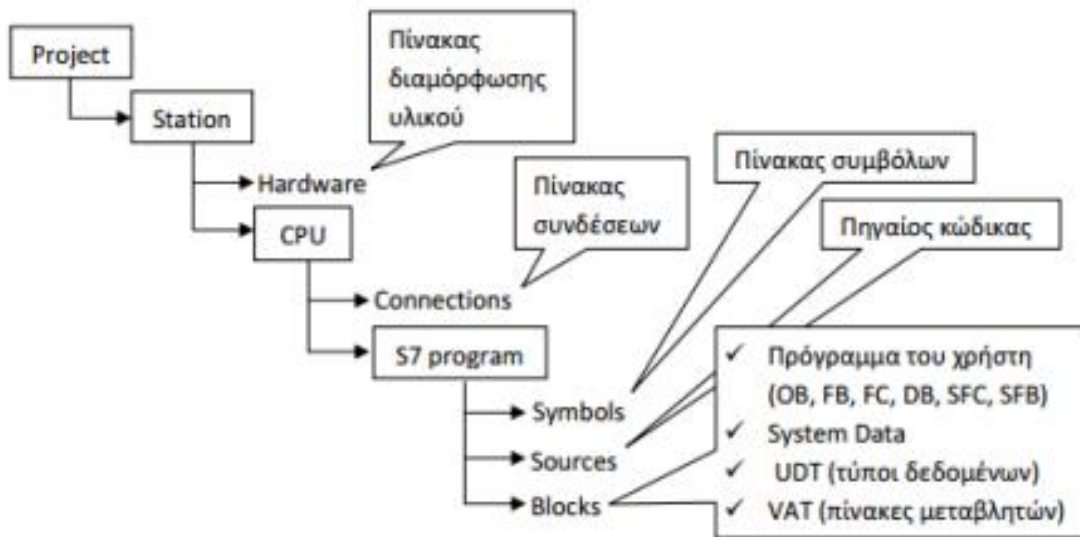 Project
Station
Hardware
CPU
Connections
S7 program
Symbols
Sources
Blocks
Πίνακας
διαμόρφωσης
υλικού
Πίνακας
συνδέσεων
Πίνακας συμβόλων
Πηγαίος κώδικας
✓ Πρόγραμμα του χρήστη
(OB, FB, FC, DB, SFC, SFB)
✓ System Data
✓ UDT (τύποι δεδομένων)
✓ VAT (πίνακες μεταβλητών)